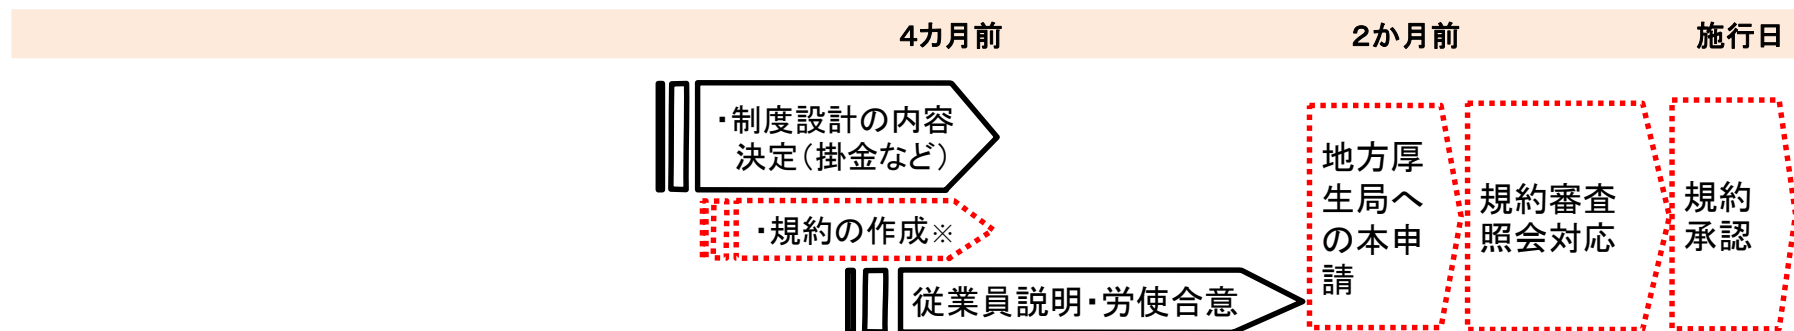 4カ月前
2か月前
施行日
・制度設計の内容
決定(掛金など)
・規約の作成※
従業員説明・労使合意
地方厚
生局へ
の本申
請
規約審査
照会対応
規約
承認